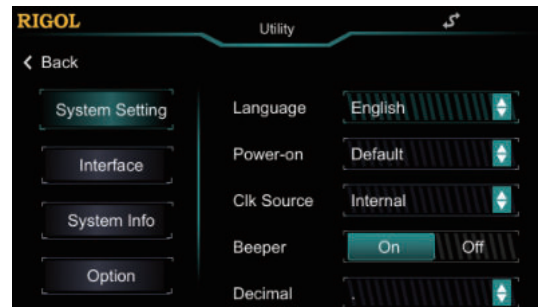 RIGOL
Utility
Back
System Setting
Interface
System Info
Option
Language English
Power-on Default
Clk Source Internal
Beeper On Off
Decimal .